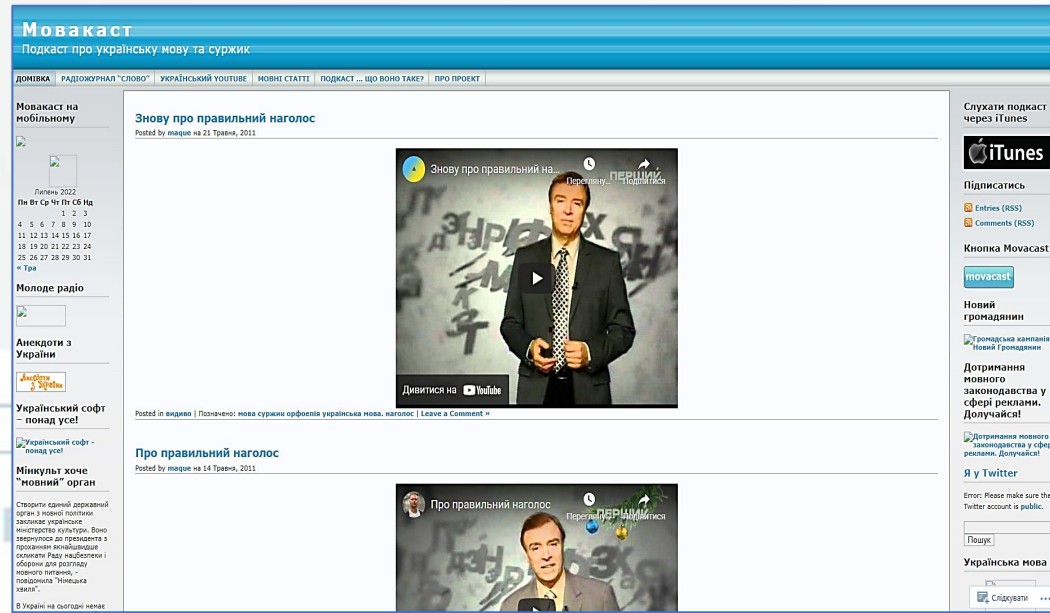 Мовакаст
Подкаст про українську мову та суржик
ДОМІВКА РАДІОЖУРНАЛ "СЛОВО" УКРАЇНСЬКИЙ YOUTUBE МОВНІ СТАТТІ ПОДКАСТ ... ЩО ВОНО ТАКЕ? ПРО ПРОЕКТ
Мовакаст на
мобільному
Липень 2022
Пн Вт Ср Чт Пт Сб Нд
1 2 3
4 5 6 7 8 9 10
11 12 13 14 15 16 17
18 19 20 21 22 23 24
25 26 27 28 29 30 31
« Тра
Молоде радіо
Анекдоти з
України
Анекдоти
з України
Український софт
– понад усе!
Український софт –
понад усе!
Мінкульт хоче
"мовний" орган
Створити єдиний державний
орган з мовної політики
закликає українське
міністерство культури. Воно
звернулося до президента з
проханням якнайшвидше
скликати Раду нацбезпеки і
оборони для розгляду
мовного питання, –
повідомила "Німецька
хвиля".
В Україні на сьогодні немає
Знову про правильний наголос
Posted by maque на 21 Травня, 2011
Знову про правильний на...
Перегляну... Поділитися
ПЕРШИЙ
Дивитися на YouTube
Posted in видиво | Позначено: мова суржик орфоепія українська мова. наголос | Leave a Comment »
Про правильний наголос
Posted by maque на 14 Травня, 2011
Про правильний наголос
Перегляну... Поділитися
ПЕРШИЙ
Слухати подкаст
через iTunes
iTunes
Підписатись
Entries (RSS)
Comments (RSS)
Кнопка Movacast
movacast
Новий
громадянин
Громадська кампанія
Новий Громадянин
Дотримання
мовного
законодавства у
сфері реклами.
Долучайся!
Дотримання мовного
законодавства у сфер
реклами. Долучайся!
Я у Twitter
Error: Please make sure the
Twitter account is public.
Пошук
Українська мова
Слідкувати ...